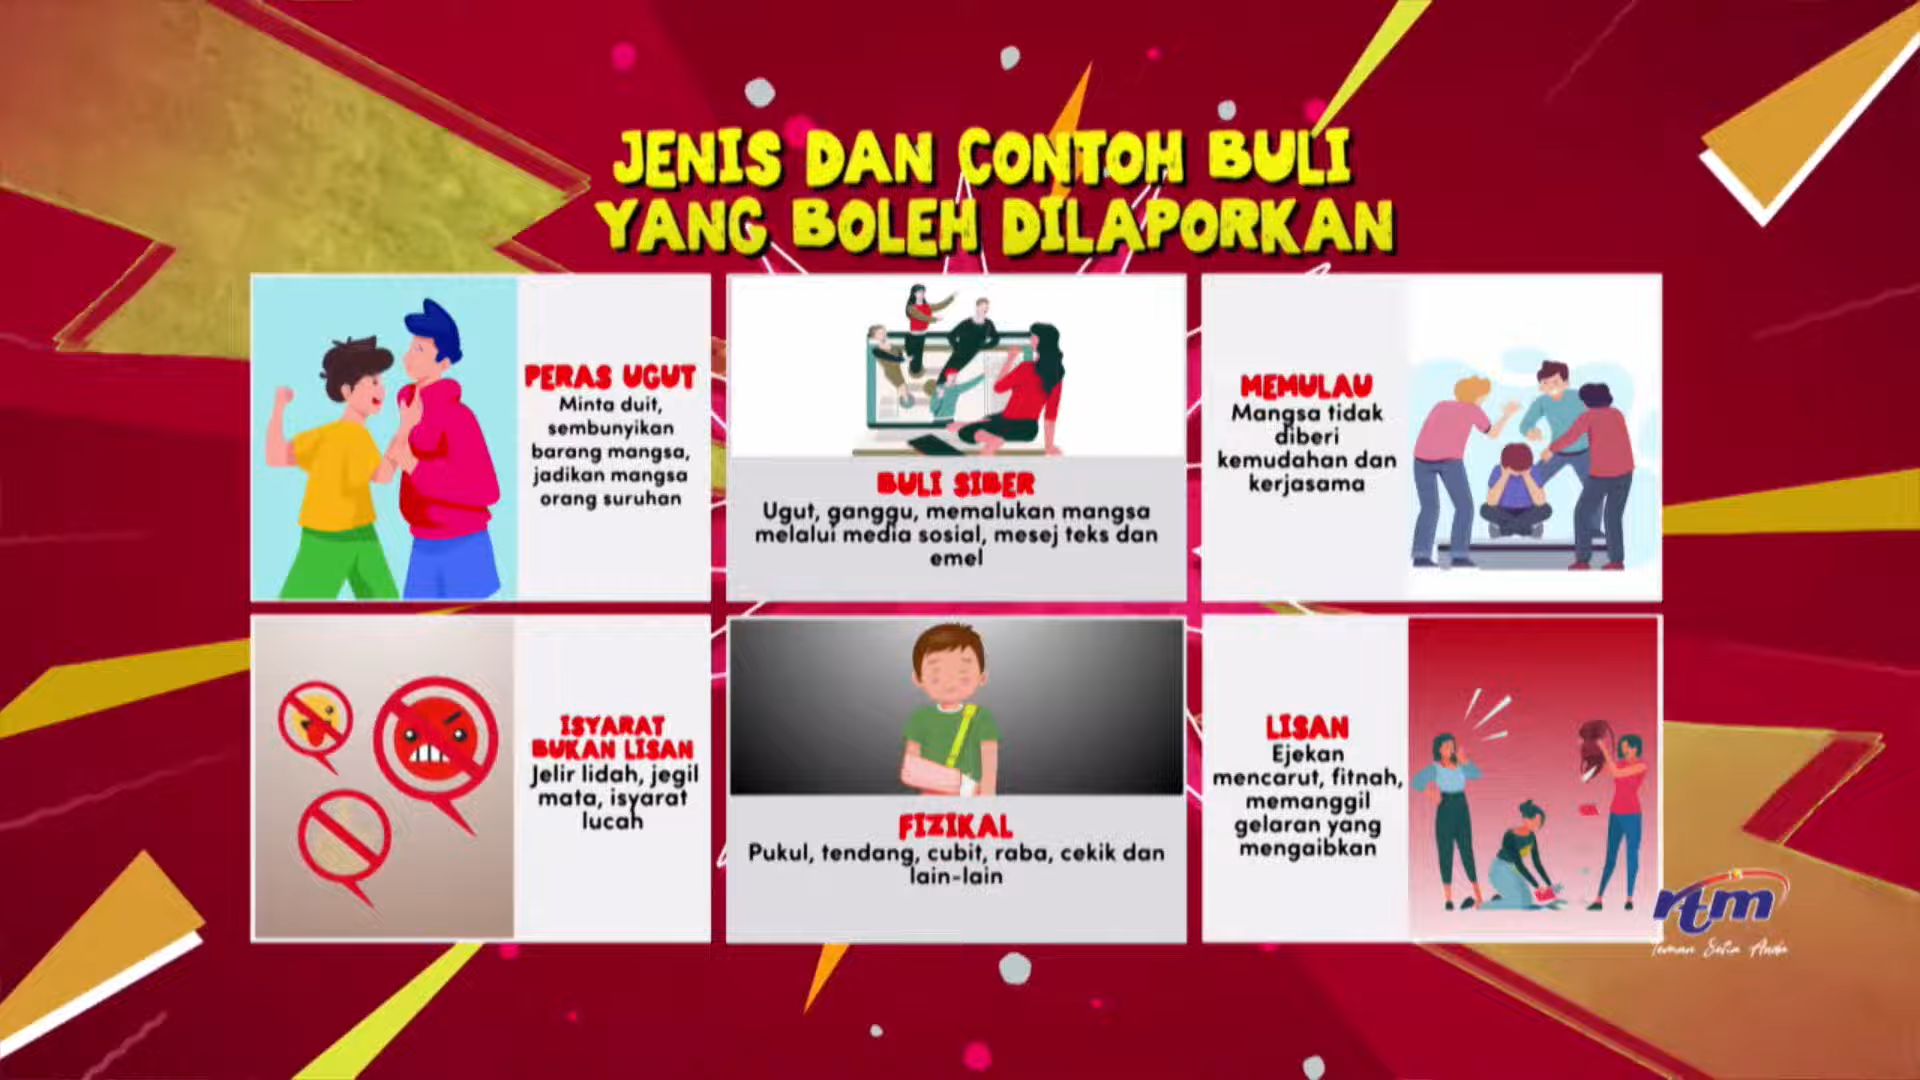 JENIS DAN CONTOH BULI
YANG BOLEH DILAPORKAN
PERAS UGUT
Minta duit,
sembunyikan
barang mangsa,
jadikan mangsa
orang suruhan
BULI SIBER
Ugut, ganggu, memalukan mangsa
melalui media sosial, mesej teks dan
emel
MEMULAU
Mangsa tidak
diberi
kemudahan dan
kerjasama
ISYARAT
BUKAN LISAN
Jelir lidah, jegil
mata, isyarat
lucah
FIZIKAL
Pukul, tendang, cubit, raba, cekik dan
lain-lain
LISAN
Ejekan
mencarut, fitnah,
memanggil
gelaran yang
mengaibkan
rtm
Teman Setia Anda